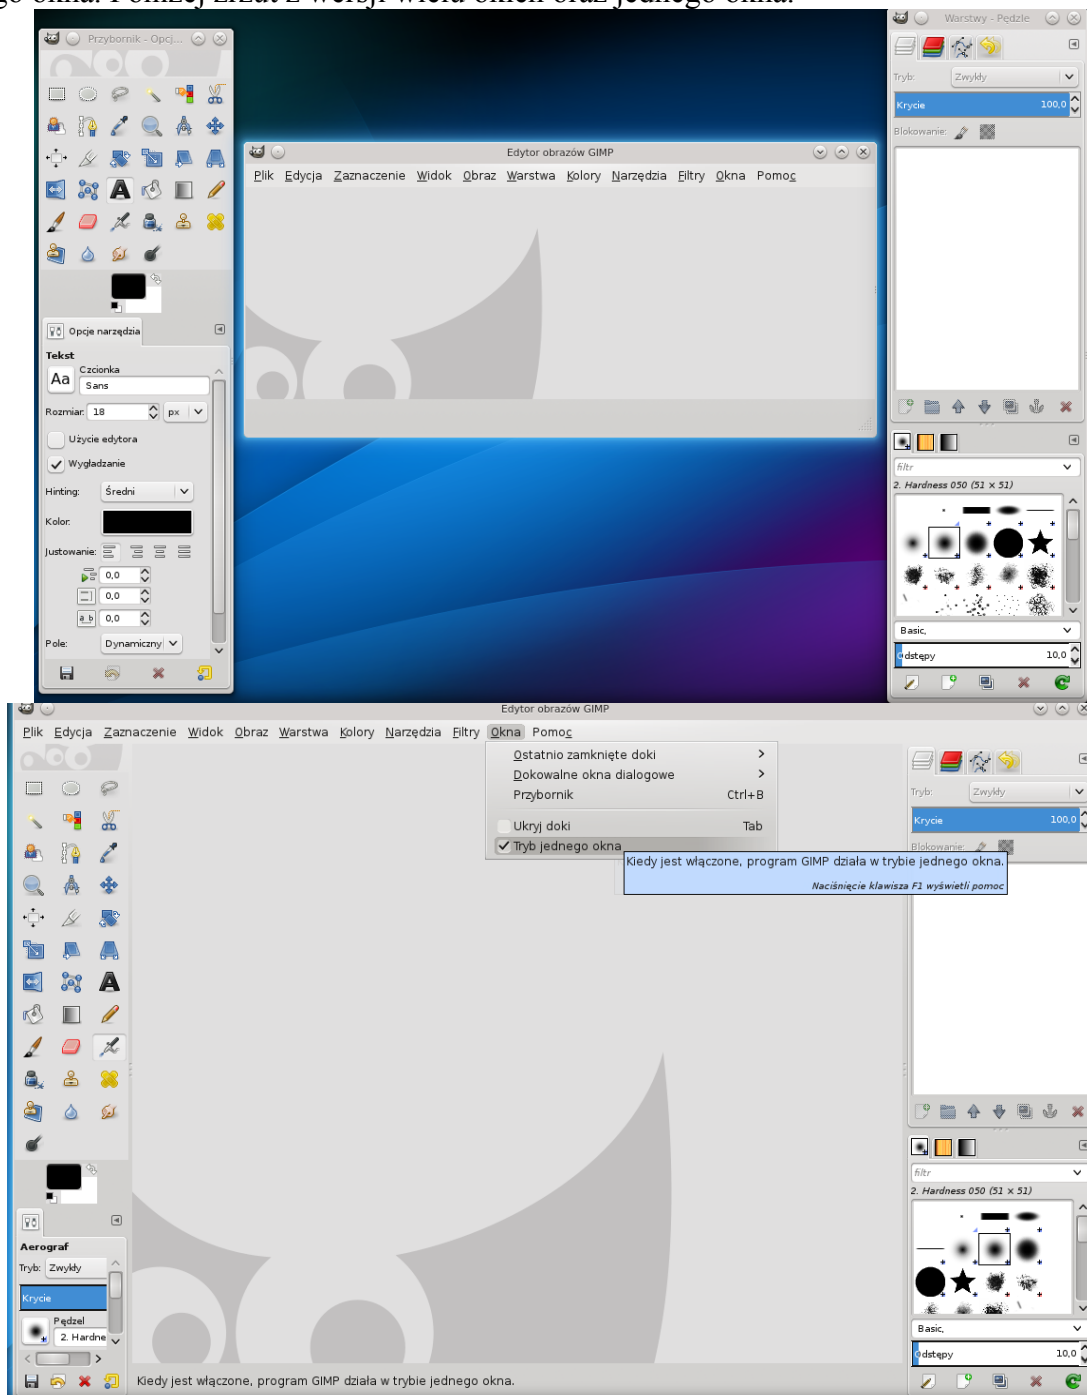 go okna. Poniżej zrzut z wersji wielu okien oraz jednego okna.
Przybornik - Opcj...
Warstwy - Pędzle
Tryb: Zwykły
Krycie 100,0
Blokowanie:
Edytor obrazów GIMP
Plik Edycja Zaznaczenie Widok Obraz Warstwa Kolory Narzędzia Filtry Okna Pomoc
Opcje narzędzia
Tekst
Czcionka
Aa Sans
Rozmiar: 18 px
Użycie edytora
Wygładzanie
Hinting: Średni
Kolor:
Justowanie:
0,0
0,0
a_b 0,0
Pole: Dynamiczny
filtr
2. Hardness 050 (51 × 51)
Basic,
Odstępy 10,0
Edytor obrazów GIMP
Plik Edycja Zaznaczenie Widok Obraz Warstwa Kolory Narzędzia Filtry Okna Pomoc
Ostatnio zamknięte doki
Dokowalne okna dialogowe
Przybornik Ctrl+B
Ukryj doki Tab
Tryb jednego okna
Kiedy jest włączone, program GIMP działa w trybie jednego okna.
Naciśnięcie klawisza F1 wyświetli pomoc
Tryb: Zwykły
Krycie 100,0
Blokowanie:
filtr
2. Hardness 050 (51 × 51)
Basic,
Odstępy 10,0
Aerograf
Tryb: Zwykły
Krycie
Pędzel
2. Hardne
Kiedy jest włączone, program GIMP działa w trybie jednego okna.